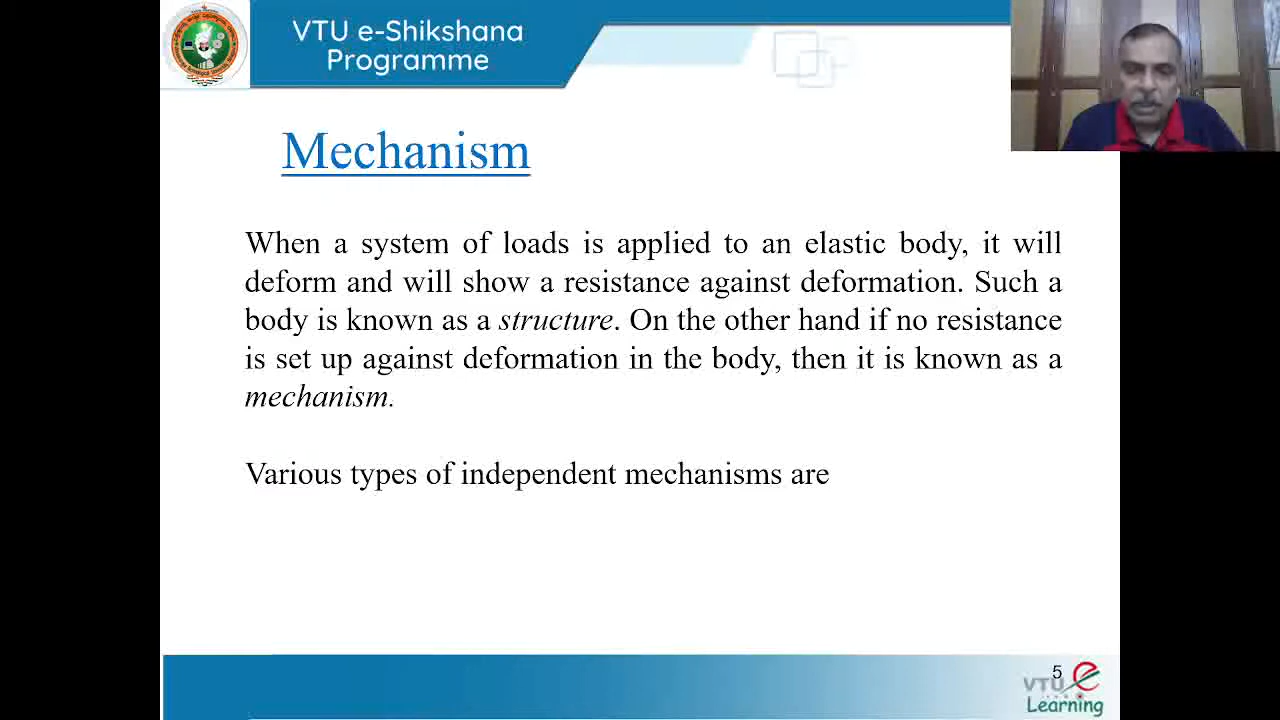 VTU e-Shikshana
Programme
Mechanism
When a system of loads is applied to an elastic body, it will
deform and will show a resistance against deformation. Such a
body is known as a structure. On the other hand if no resistance
is set up against deformation in the body, then it is known as a
mechanism.
Various types of independent mechanisms are
5
VTU e
Learning